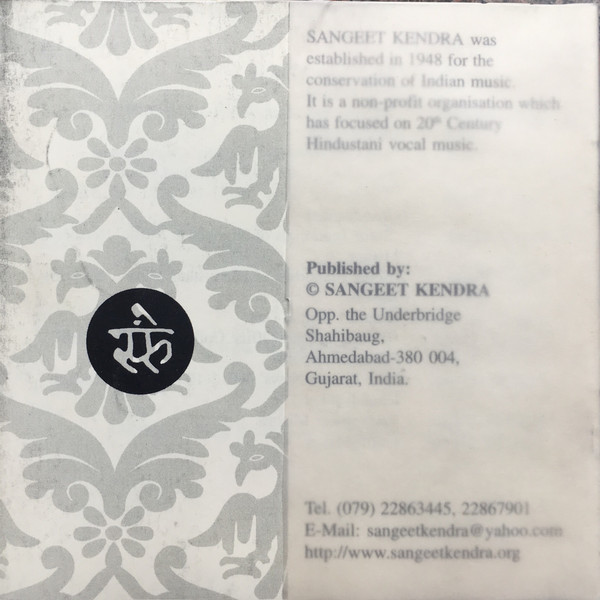 SANGEET KENDRA was
established in 1948 for the
conservation of Indian music.
It is a non-profit organisation which
has focused on 20th Century
Hindustani vocal music.
Published by:
© SANGEET KENDRA
Opp. the Underbridge
Shahibaug,
Ahmedabad-380 004,
Gujarat, India.
Tel. (079) 22863445, 22867901
E-Mail: sangeetkendra@yahoo.com
http://www.sangeetkendra.org